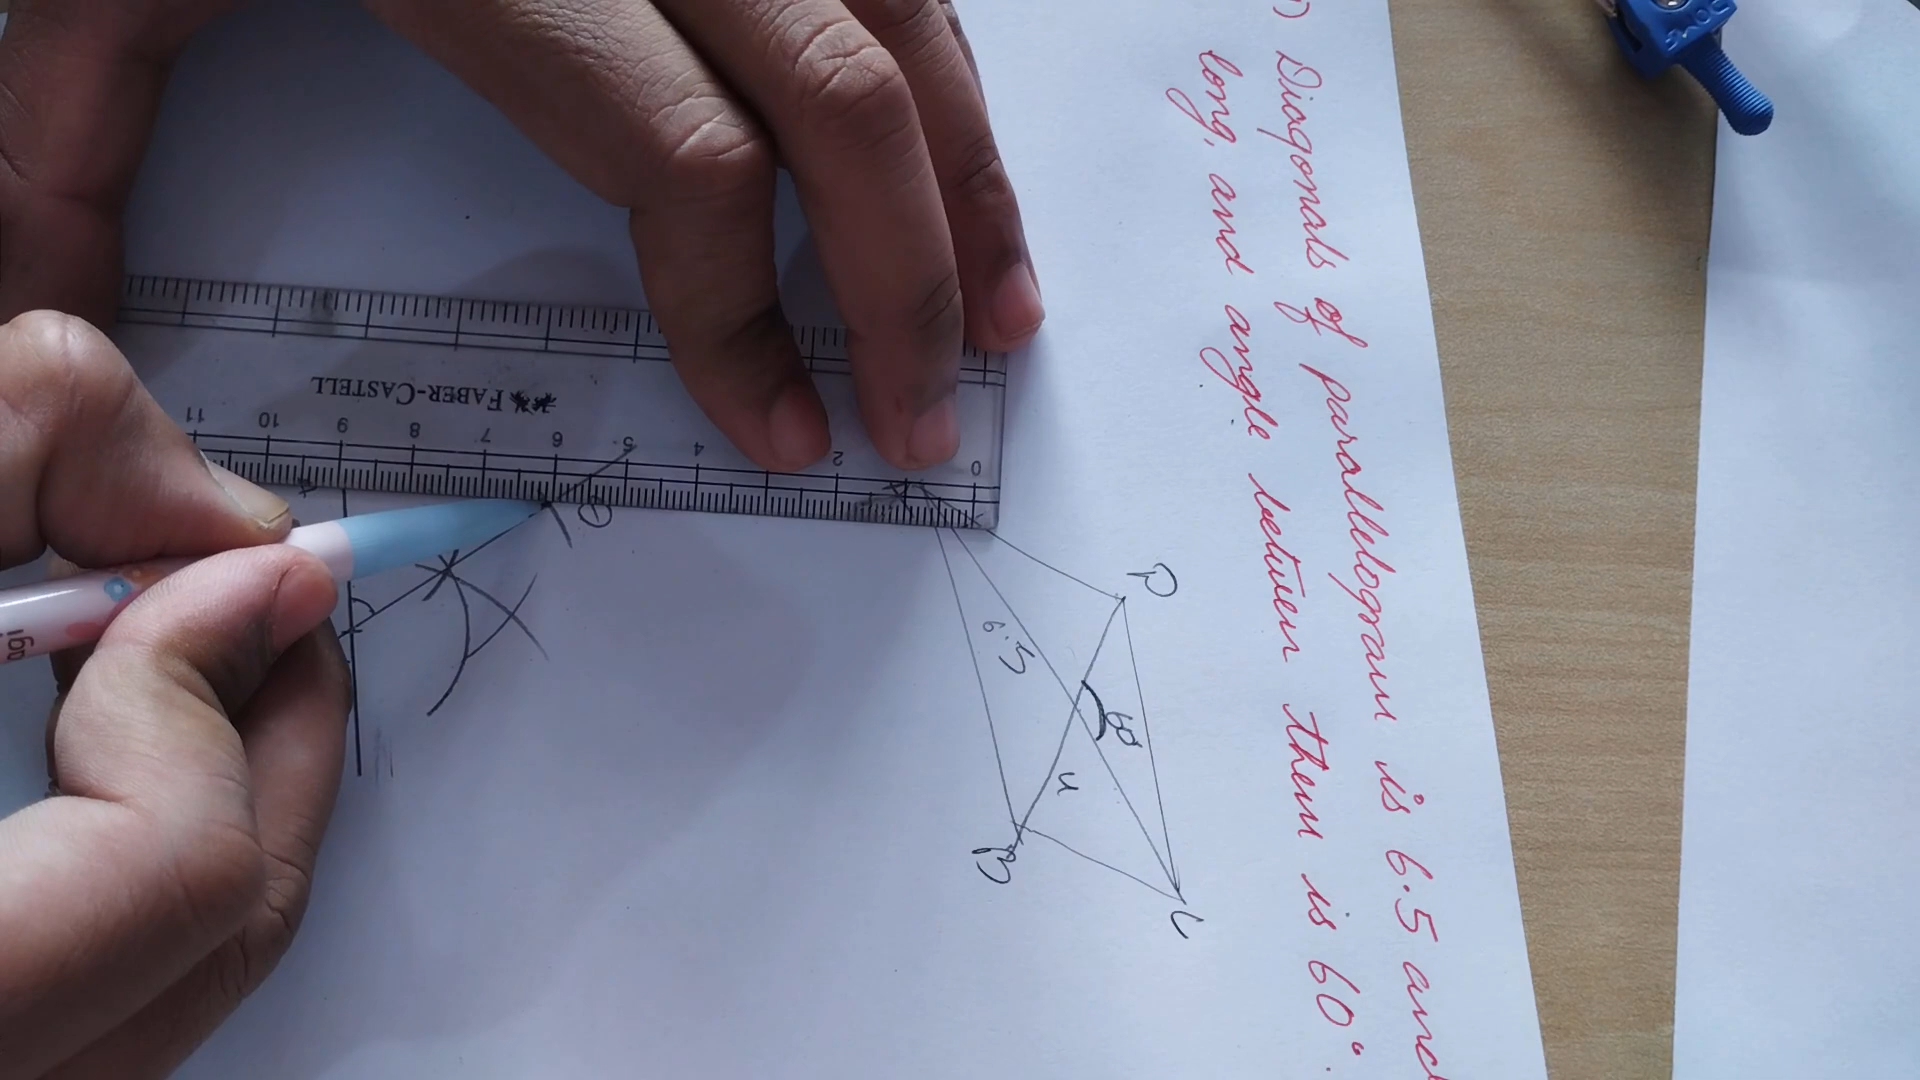 1) Diagonals of parallelogram is 6.5 and
long, and angle between them is 60°.
D
60°
6.5
B
C
A
D
A
FABER-CASTELL
0 2 4 5 6 7 8 9 10 11